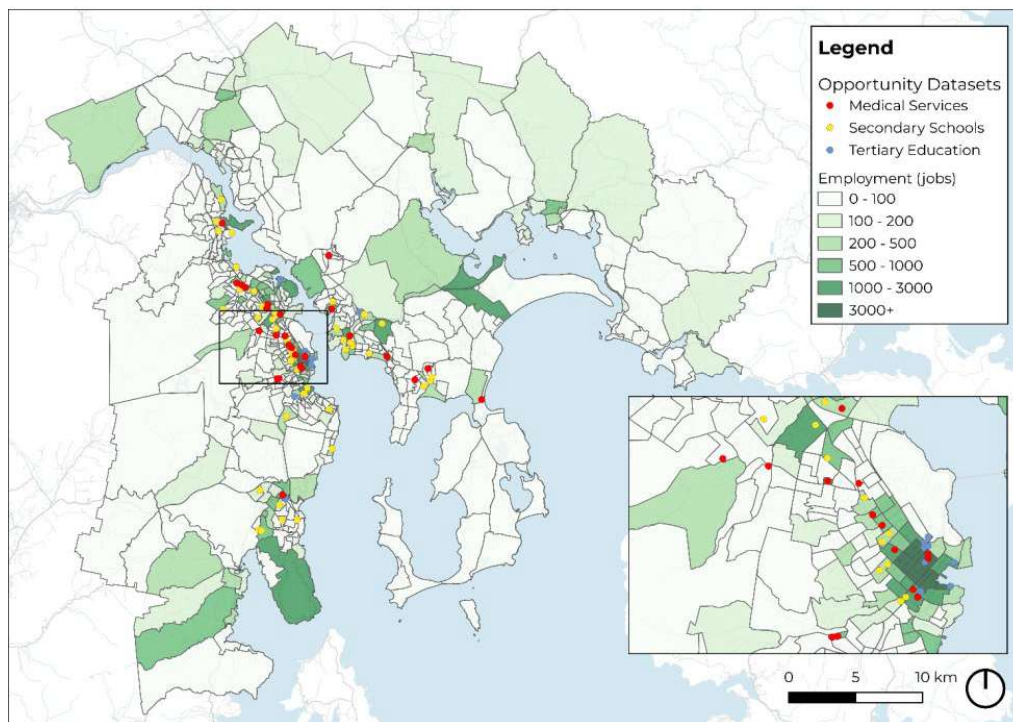 Legend
Opportunity Datasets
Medical Services
Secondary Schools
Tertiary Education
Employment (jobs)
0 - 100
100 - 200
200 - 500
500 - 1000
1000 - 3000
3000+
0 5 10 km